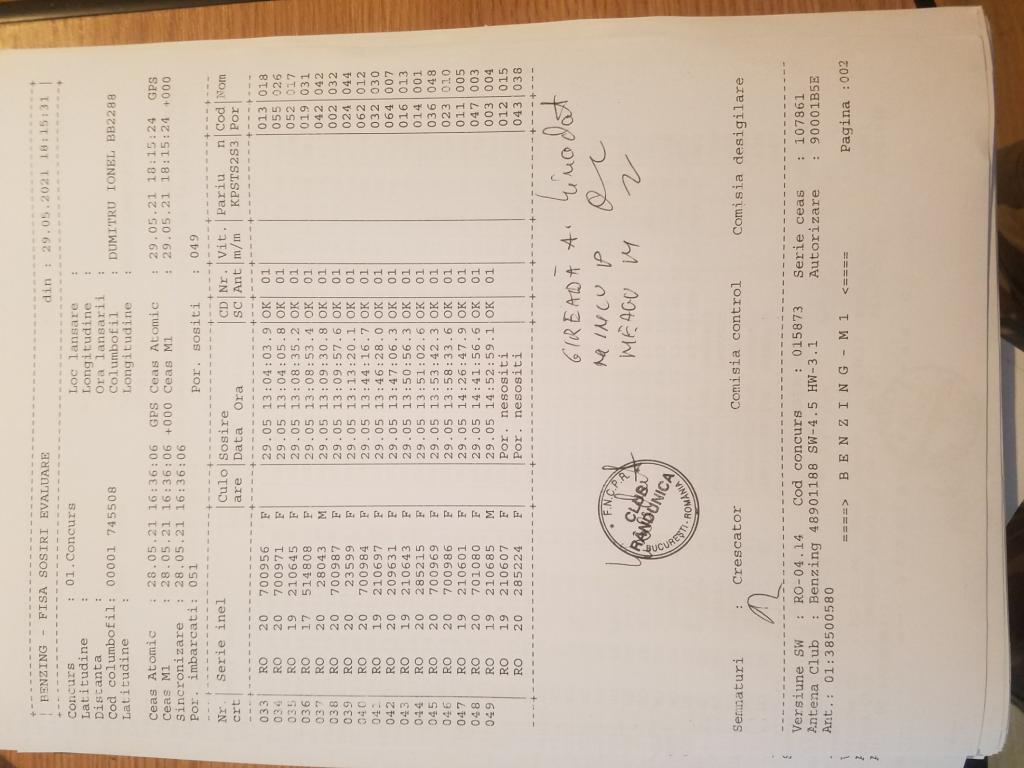 BENZING - FISA SOSIRI EVALUARE din : 29.05.2021 18:15:31
Concurs : 01.Concurs Loc lansare :
Latitudine : Longitudine :
Distanta : Ora lansarii :
Cod columbofil: 00001 745508 Columbofil : DUMITRU IONEL BB2288
Latitudine : Longitudine :
Ceas Atomic : 28.05.21 16:36:06 GPS Ceas Atomic : 29.05.21 18:15:24 GPS
Ceas M1 : 28.05.21 16:36:06 +000 Ceas M1 : 29.05.21 18:15:24 +000
Sincronizare : 28.05.21 16:36:06
Por. imbarcati: 051 Por. sositi : 049
Nr Serie inel Culo Sosire CD Nr. Vit. Pariu n Cod Nom
crt are Data Ora SC Ant m/m KPSTS2S3 Por
033 RO 20 700956 F 29.05 13:04:03.9 OK 01 013 018
034 RO 20 700971 F 29.05 13:04:05.8 OK 01 055 026
035 RO 19 210645 F 29.05 13:08:35.2 OK 01 052 017
036 RO 17 514808 F 29.05 13:08:53.4 OK 01 019 031
037 RO 20 28043 M 29.05 13:09:30.8 OK 01 042 042
038 RO 20 700987 F 29.05 13:09:57.6 OK 01 002 032
039 RO 20 23599 F 29.05 13:13:20.1 OK 01 024 044
040 RO 20 700984 F 29.05 13:44:16.7 OK 01 062 012
041 RO 19 210697 F 29.05 13:46:28.0 OK 01 032 030
042 RO 20 209631 F 29.05 13:47:06.3 OK 01 064 007
043 RO 19 210643 F 29.05 13:50:56.3 OK 01 016 013
044 RO 20 285215 F 29.05 13:51:02.6 OK 01 014 001
045 RO 20 700969 F 29.05 13:53:42.3 OK 01 036 048
046 RO 20 700986 F 29.05 13:58:33.2 OK 01 023 010
047 RO 19 210601 F 29.05 14:26:47.9 OK 01 011 005
048 RO 20 701080 F 29.05 14:41:56.6 OK 01 047 003
049 RO 19 210685 M 29.05 14:52:59.1 OK 01 003 004
RO 19 210607 F Por. nesositi 012 015
RO 20 285224 F Por. nesositi 043 038
F.N.C.P.R.
CLUB
RANDUNICA
BUCUREȘTI-ROMANIA
Semnaturi : Crescator Comisia control Comisia desigilare
Versiune SW : RO-04.14 Cod concurs : 015873 Serie ceas : 107861
Antena Club : Benzing 48901188 SW-4.5 HW-3.1 Autorizare : 90001B5E
Ant.: 01:38500580
====> B E N Z I N G - M 1 <==== Pagina :002